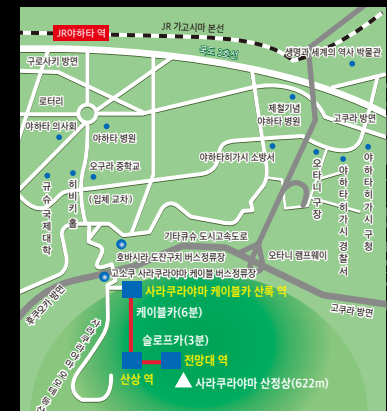 JR 가고시마 본선
JR야하타 역
국도 3호선
생명과 세계의 역사 박물관
구로사키 방면
로터리
제철기념
야하타 병원
고쿠라 방면
야하타 의사회
야하타 병원
오구라 중학교
야하타히가시 소방서
오타니 구장
야하타히가시 경찰서
야하타히가시 구청
규슈 국제 대학
히비키 홀
(입체 교차)
기타큐슈 도시고속도로
호바시라 도잔구치 버스정류장
오타니 램프웨이
고소쿠 사라쿠라야마 케이블 버스정류장
사라쿠라야마 케이블카 산록 역
후쿠오카 방면
고쿠라 방면
케이블카(6분)
슬로프카(3분)
전망대 역
산상 역
사라쿠라야마 산정상(622m)